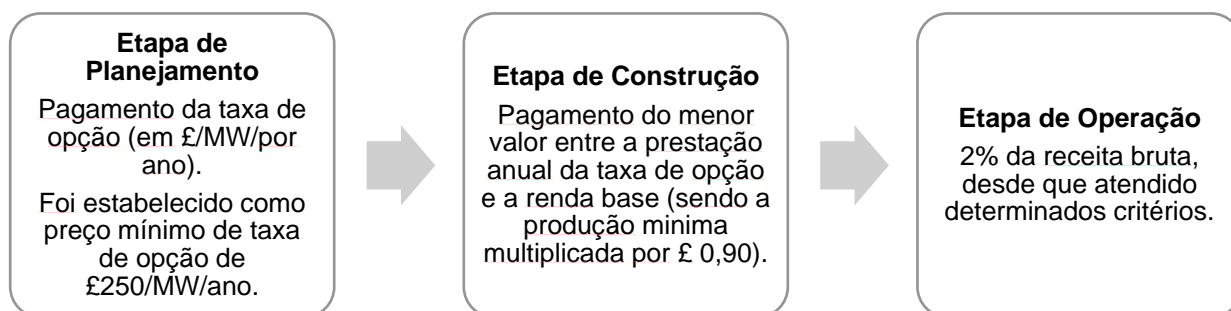 Etapa de
Planejamento
Pagamento da taxa de
opção (em £/MW/por
ano).
Foi estabelecido como
preço mínimo de taxa
de opção de
£250/MW/ano.
Etapa de Construção
Pagamento do menor
valor entre a prestação
anual da taxa de opção
e a renda base (sendo a
produção minima
multiplicada por £ 0,90).
Etapa de Operação
2% da receita bruta,
desde que atendido
determinados critérios.